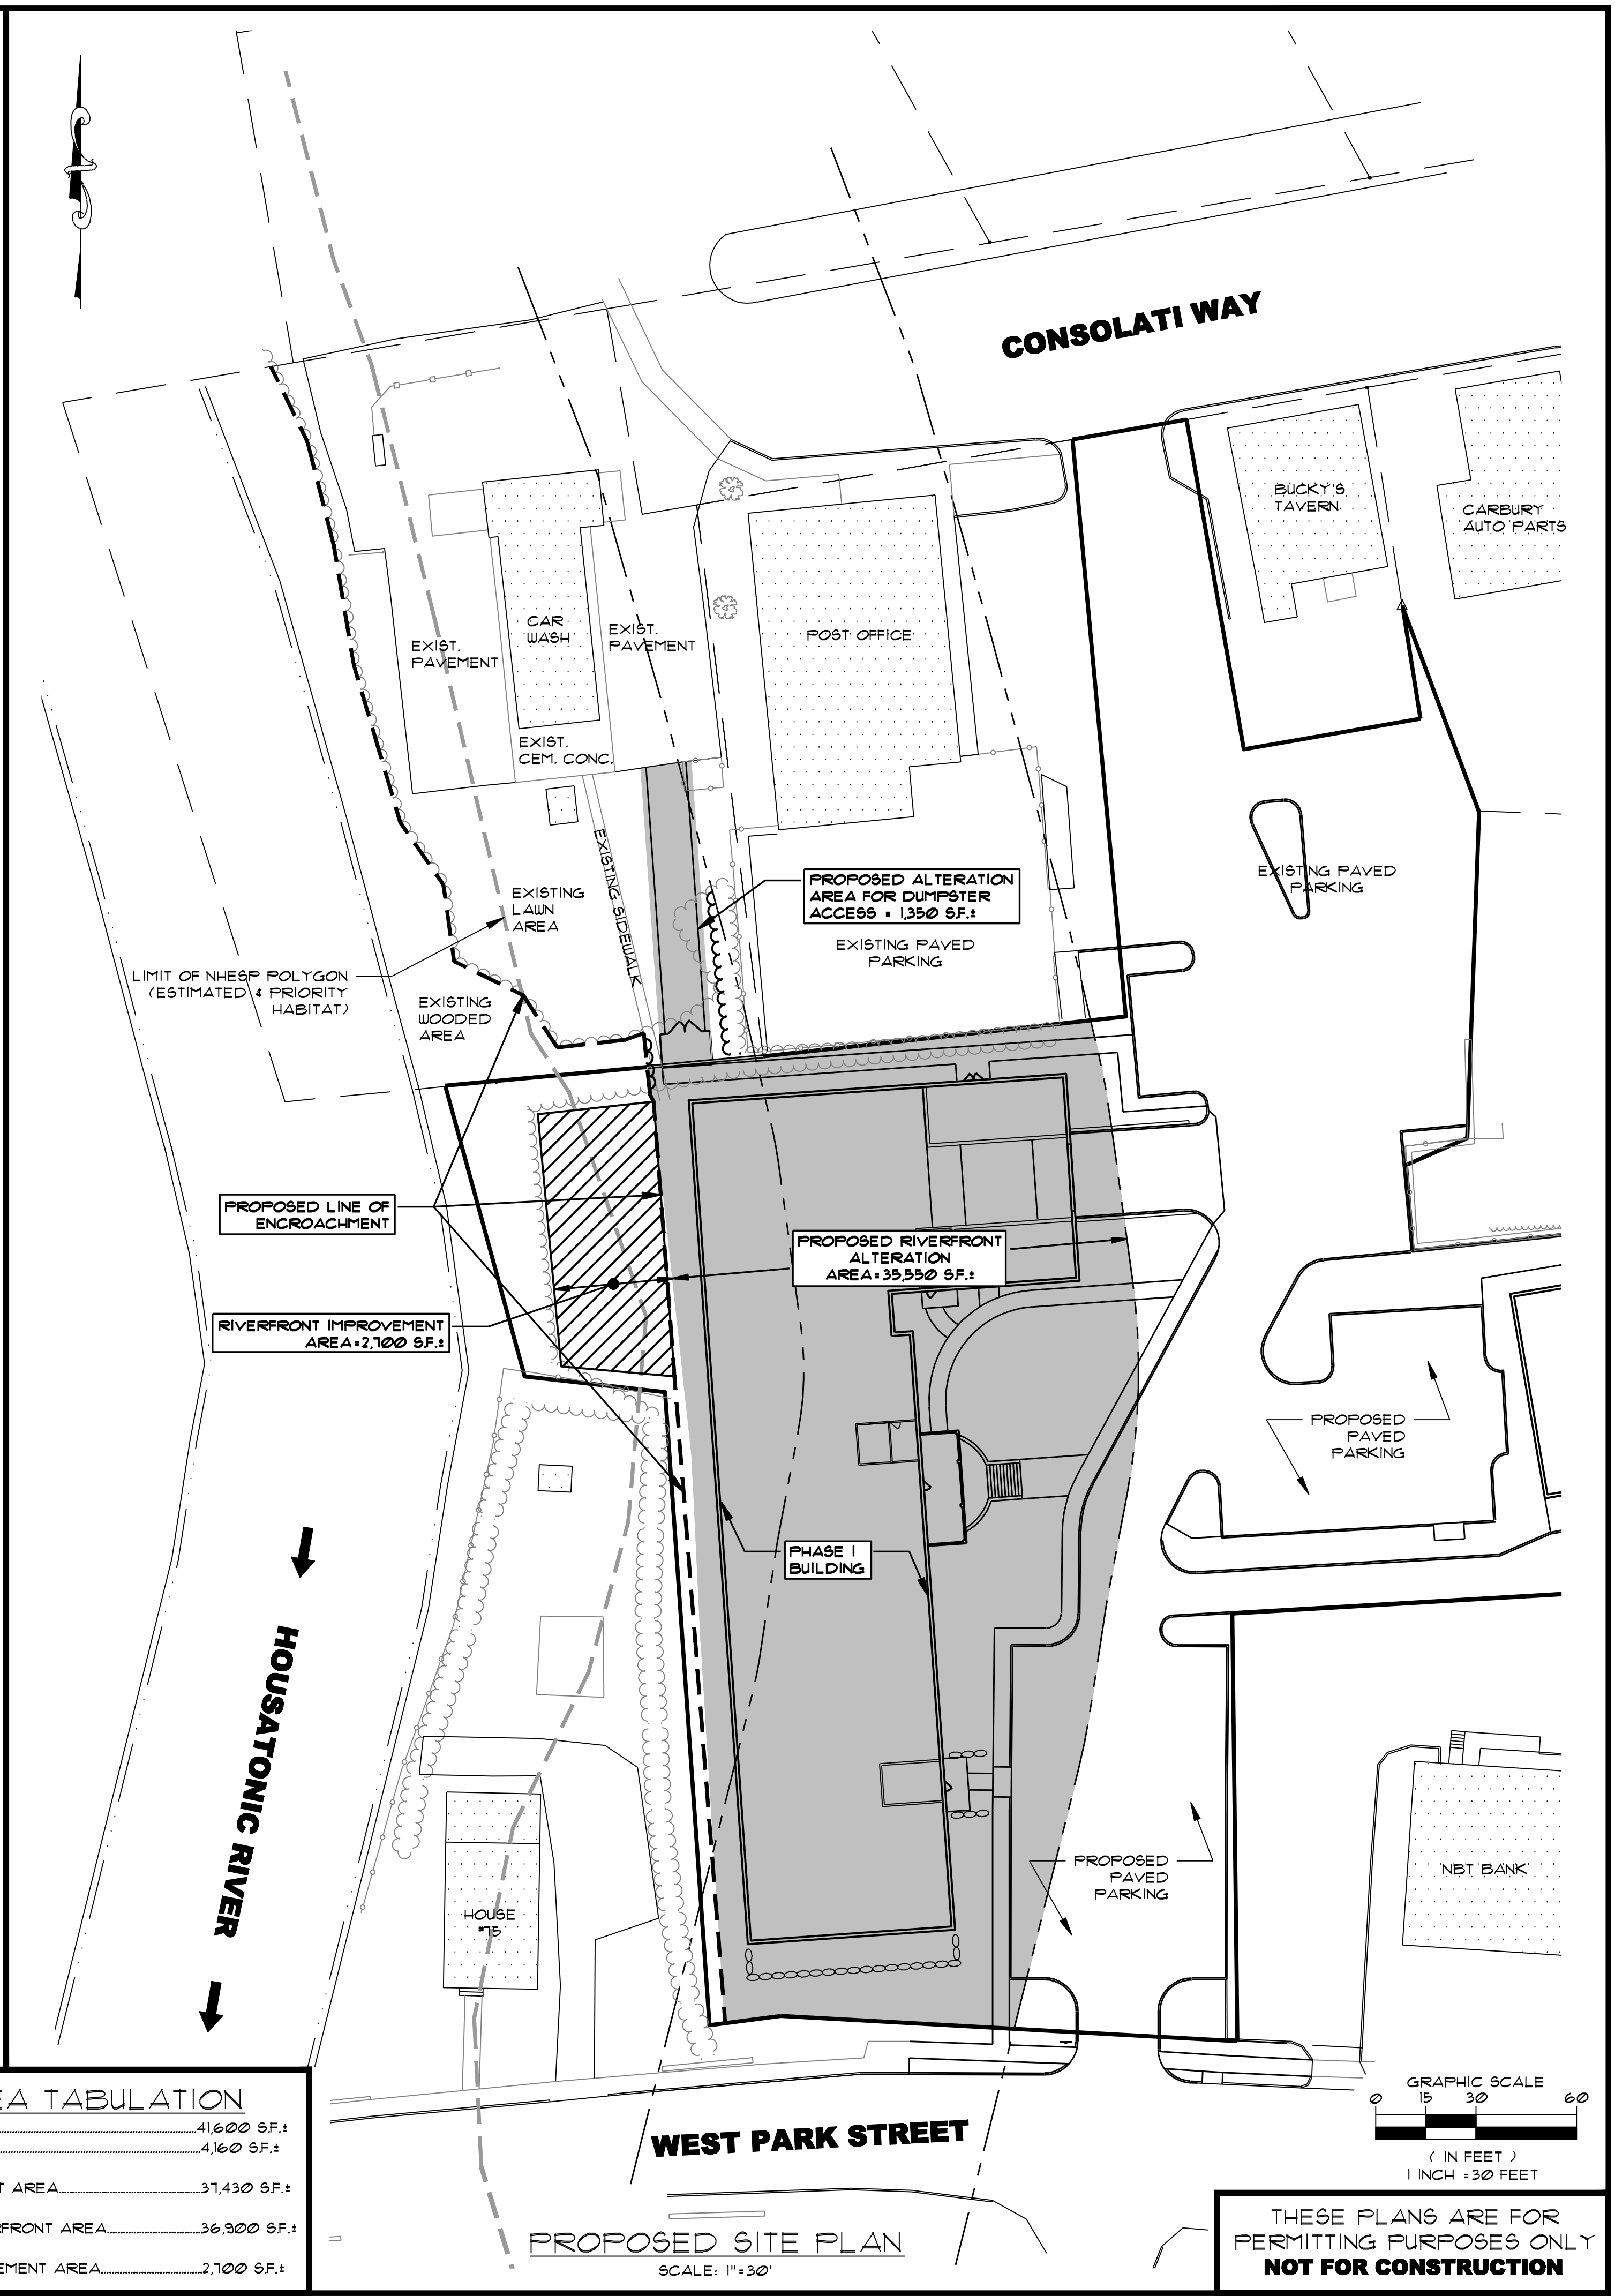 CONSOLATI WAY
BUCKY'S
TAVERN
CARBURY
AUTO PARTS
CAR
WASH
EXIST.
PAVEMENT
EXIST.
PAVEMENT
POST OFFICE
EXIST.
CEM. CONC.
EXISTING SIDEWALK
PROPOSED ALTERATION
AREA FOR DUMPSTER
ACCESS = 1,350 S.F.±
EXISTING PAVED
PARKING
EXISTING
LAWN
AREA
EXISTING PAVED
PARKING
LIMIT OF NHESP POLYGON
(ESTIMATED & PRIORITY
HABITAT)
EXISTING
WOODED
AREA
PROPOSED LINE OF
ENCROACHMENT
PROPOSED RIVERFRONT
ALTERATION
AREA=35,550 S.F.±
RIVERFRONT IMPROVEMENT
AREA=2,700 S.F.±
PROPOSED
PAVED
PARKING
PHASE 1
BUILDING
HOUSATONIC RIVER
PROPOSED
PAVED
PARKING
NBT BANK
HOUSE
#75
EA TABULATION
41,600 S.F.±
4,160 S.F.±
T AREA 37,430 S.F.±
FRONT AREA 36,900 S.F.±
EMENT AREA 2,700 S.F.±
WEST PARK STREET
GRAPHIC SCALE
0 15 30 60
( IN FEET )
1 INCH = 30 FEET
PROPOSED SITE PLAN
SCALE: 1"=30'
THESE PLANS ARE FOR
PERMITTING PURPOSES ONLY
NOT FOR CONSTRUCTION